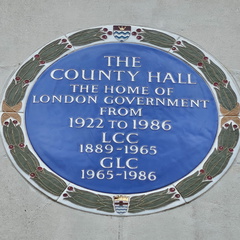 THE
COUNTY HALL
THE HOME OF
LONDON GOVERNMENT
FROM
1922 TO 1986
LCC
1889-1965
GLC
1965-1986